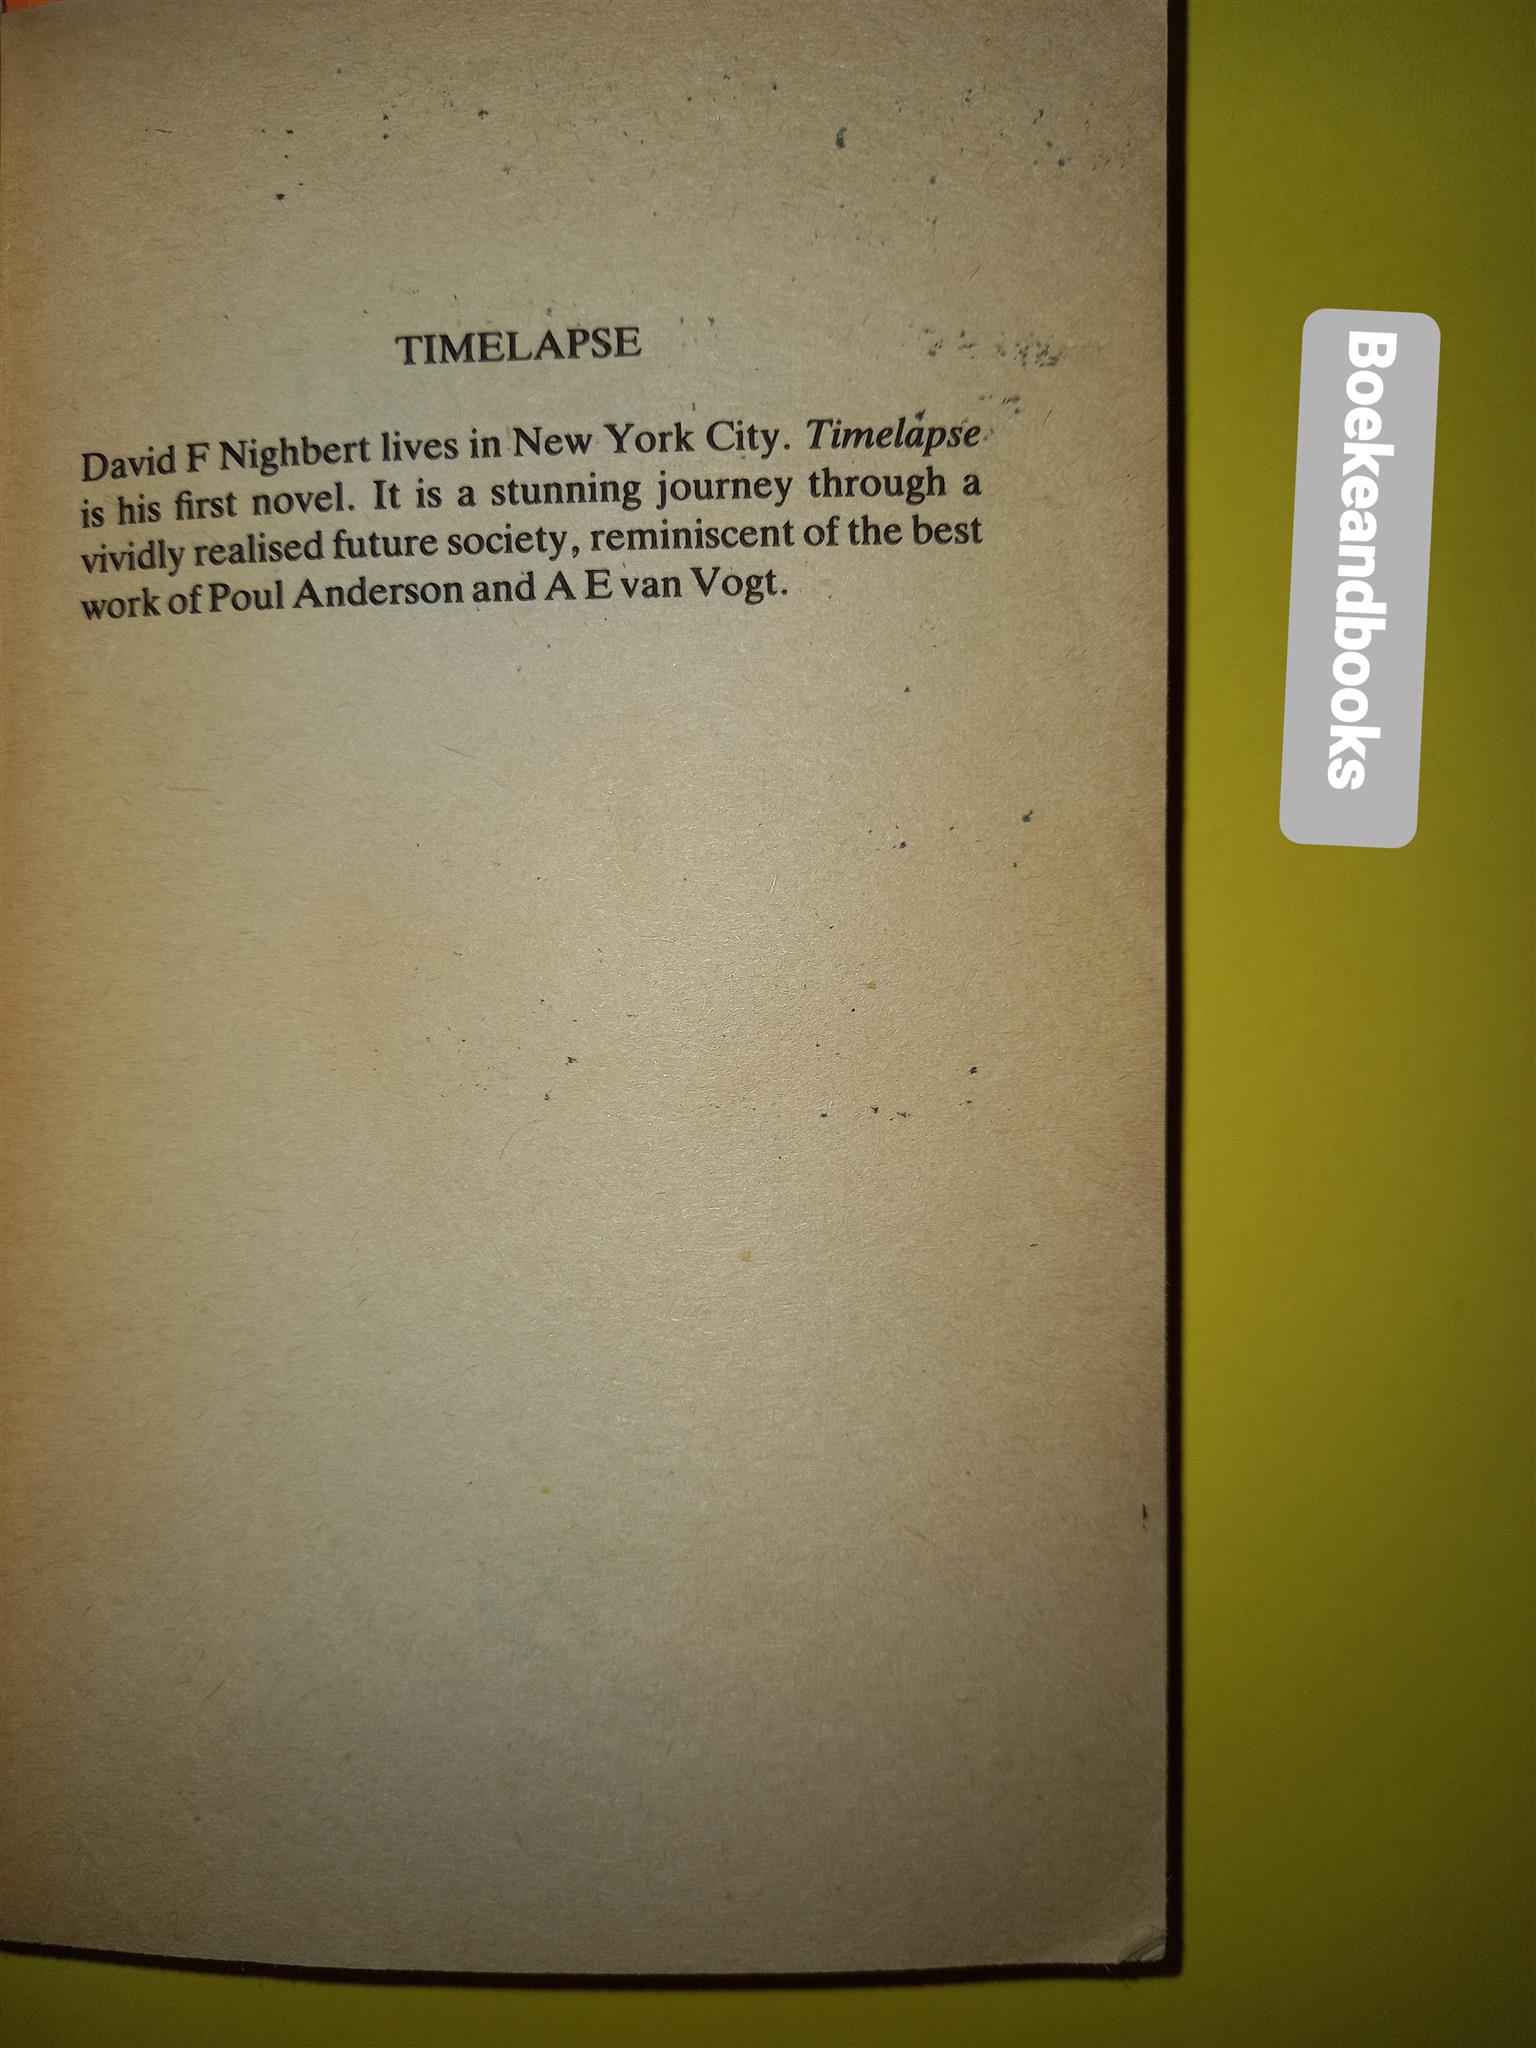 TIMELAPSE
David F Nighbert lives in New York City. Timelapse
is his first novel. It is a stunning journey through a
vividly realised future society, reminiscent of the best
work of Poul Anderson and A E van Vogt.
Boekeandbooks